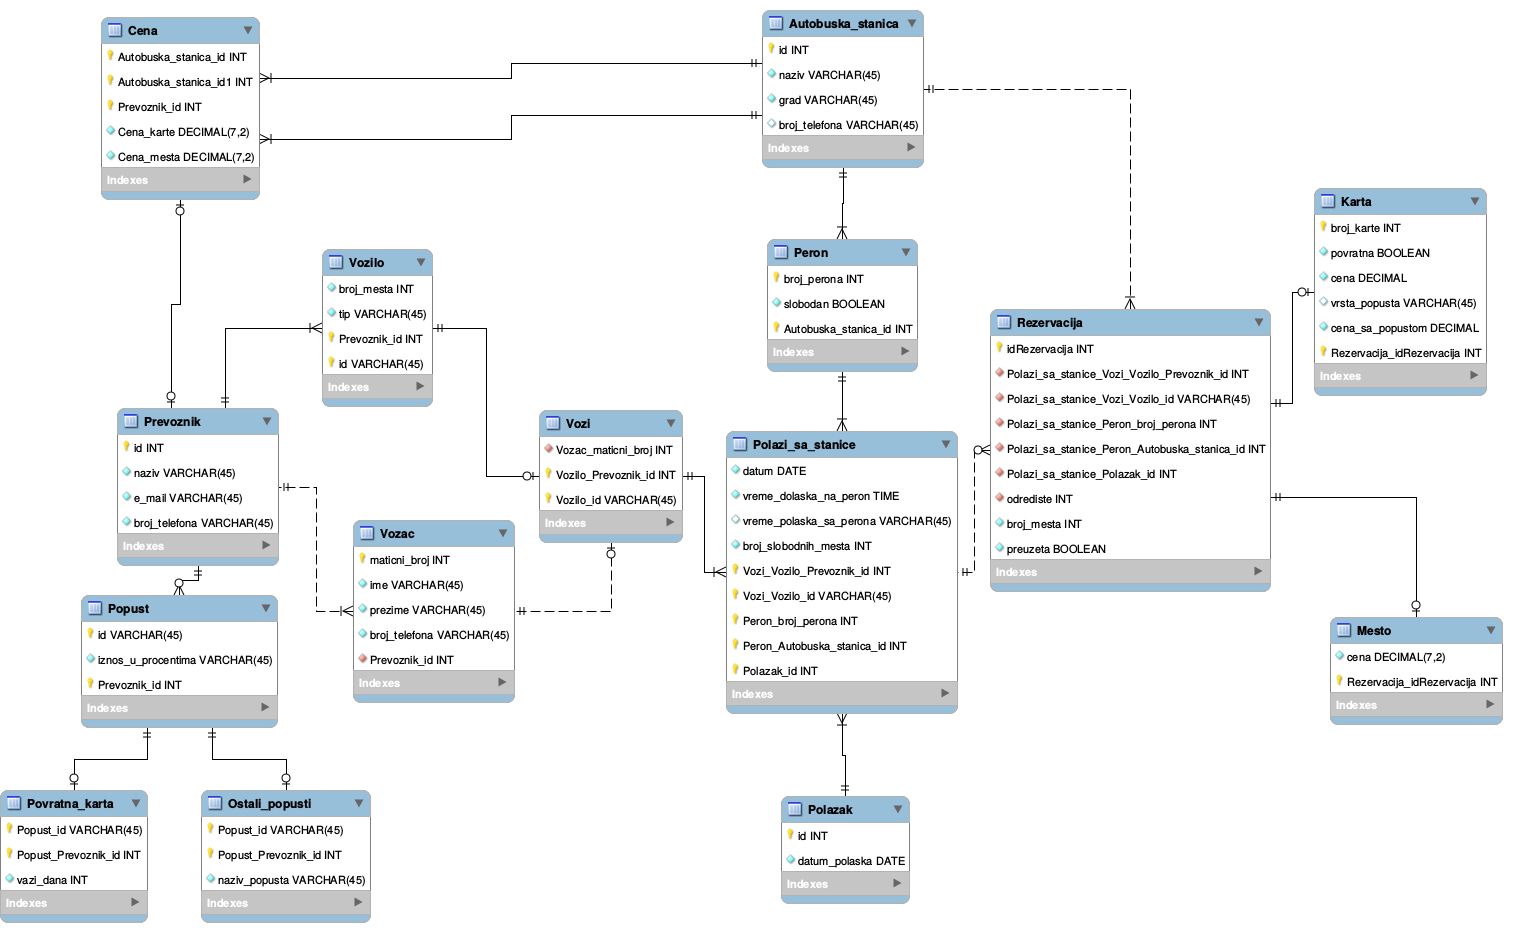 Cena
Autobuska_stanica_id INT
Autobuska_stanica_id1 INT
Prevoznik_id INT
Cena_karte DECIMAL(7,2)
Cena_mesta DECIMAL(7,2)
Indexes
Autobuska_stanica
id INT
naziv VARCHAR(45)
grad VARCHAR(45)
broj_telefona VARCHAR(45)
Indexes
Karta
broj_karte INT
povratna BOOLEAN
cena DECIMAL
vrsta_popusta VARCHAR(45)
cena_sa_popustom DECIMAL
Rezervacija_idRezervacija INT
Indexes
Vozilo
broj_mesta INT
tip VARCHAR(45)
Prevoznik_id INT
id VARCHAR(45)
Indexes
Peron
broj_perona INT
slobodan BOOLEAN
Autobuska_stanica_id INT
Indexes
Rezervacija
idRezervacija INT
Polazi_sa_stanice_Vozi_Vozilo_Prevoznik_id INT
Polazi_sa_stanice_Vozi_Vozilo_id VARCHAR(45)
Polazi_sa_stanice_Peron_broj_perona INT
Polazi_sa_stanice_Peron_Autobuska_stanica_id INT
Polazi_sa_stanice_Polazak_id INT
odrediste INT
broj_mesta INT
preuzeta BOOLEAN
Indexes
Prevoznik
id INT
naziv VARCHAR(45)
e_mail VARCHAR(45)
broj_telefona VARCHAR(45)
Indexes
Vozi
Vozac_maticni_broj INT
Vozilo_Prevoznik_id INT
Vozilo_id VARCHAR(45)
Indexes
Polazi_sa_stanice
datum DATE
vreme_dolaska_na_peron TIME
vreme_polaska_sa_perona VARCHAR(45)
broj_slobodnih_mesta INT
Vozi_Vozilo_Prevoznik_id INT
Vozi_Vozilo_id VARCHAR(45)
Peron_broj_perona INT
Peron_Autobuska_stanica_id INT
Polazak_id INT
Indexes
Vozac
maticni_broj INT
ime VARCHAR(45)
prezime VARCHAR(45)
broj_telefona VARCHAR(45)
Prevoznik_id INT
Indexes
Popust
id VARCHAR(45)
iznos_u_procentima VARCHAR(45)
Prevoznik_id INT
Indexes
Mesto
cena DECIMAL(7,2)
Rezervacija_idRezervacija INT
Indexes
Povratna_karta
Popust_id VARCHAR(45)
Popust_Prevoznik_id INT
vazi_dana INT
Indexes
Ostali_popusti
Popust_id VARCHAR(45)
Popust_Prevoznik_id INT
naziv_popusta VARCHAR(45)
Indexes
Polazak
id INT
datum_polaska DATE
Indexes